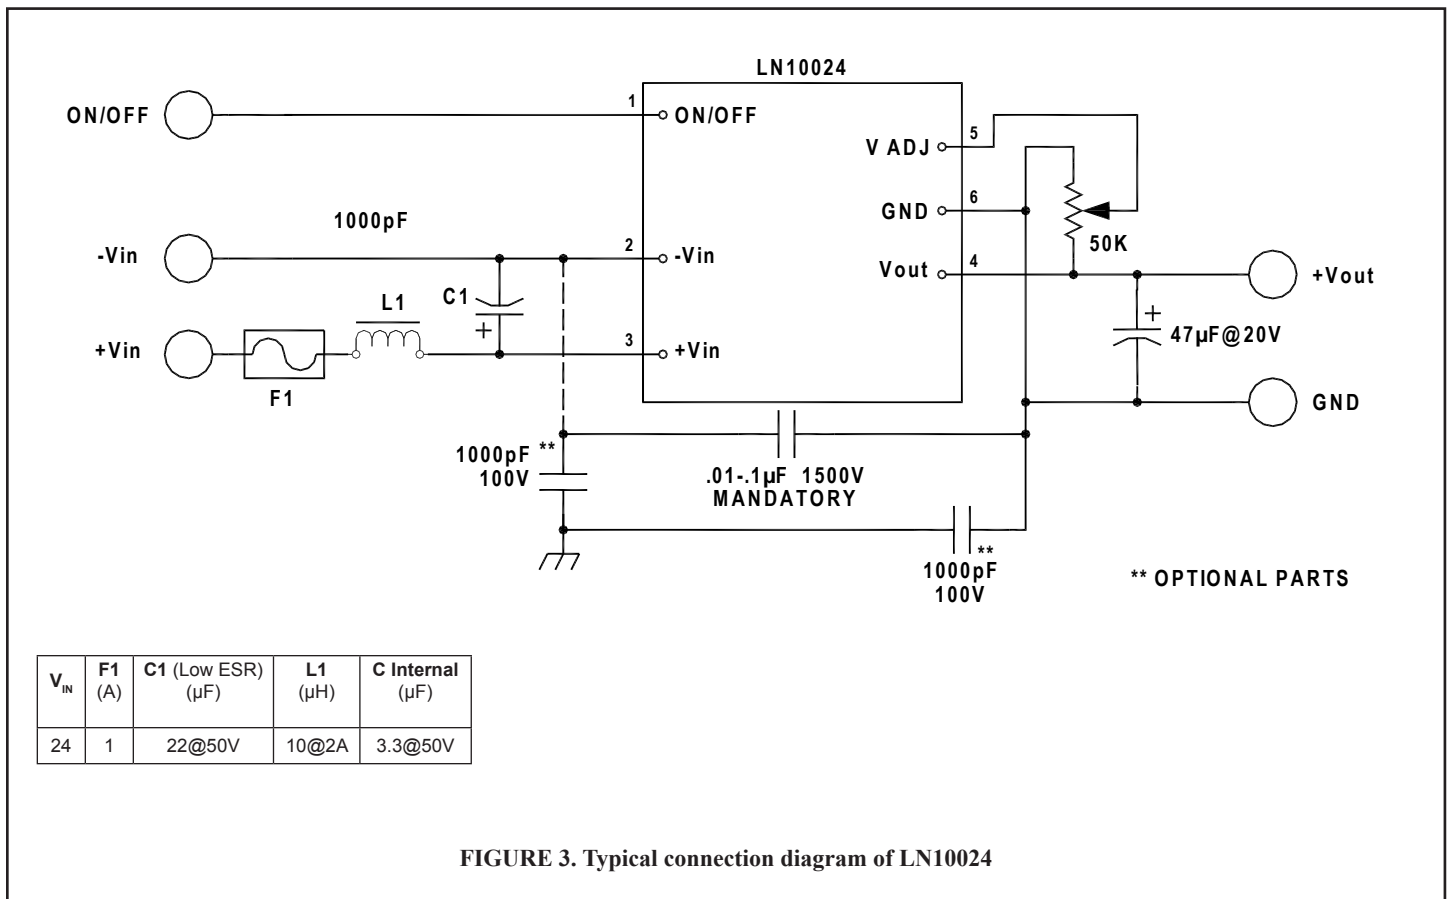 LN10024
ON/OFF
1
ON/OFF
V ADJ
5
1000pF
GND
6
50K
-Vin
2
-Vin
Vout
4
+Vout
L1
C1
+
+
47µF@20V
+Vin
3
+Vin
F1
GND
1000pF **
100V
.01-.1µF 1500V
MANDATORY
**
1000pF
100V
** OPTIONAL PARTS
VIN F1 (A) C1 (Low ESR) (µF) L1 (µH) C Internal (µF)
24 1 22@50V 10@2A 3.3@50V
FIGURE 3. Typical connection diagram of LN10024